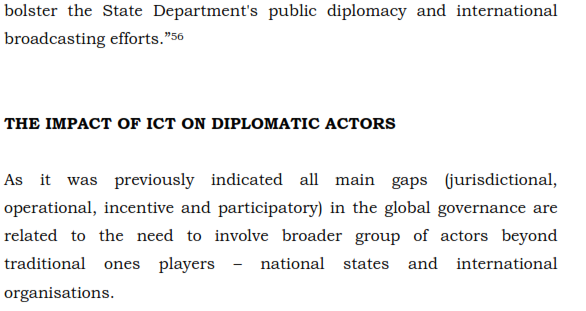 bolster the State Department's public diplomacy and international
broadcasting efforts.”56
THE IMPACT OF ICT ON DIPLOMATIC ACTORS
As it was previously indicated all main gaps (jurisdictional,
operational, incentive and participatory) in the global governance are
related to the need to involve broader group of actors beyond
traditional ones players – national states and international
organisations.